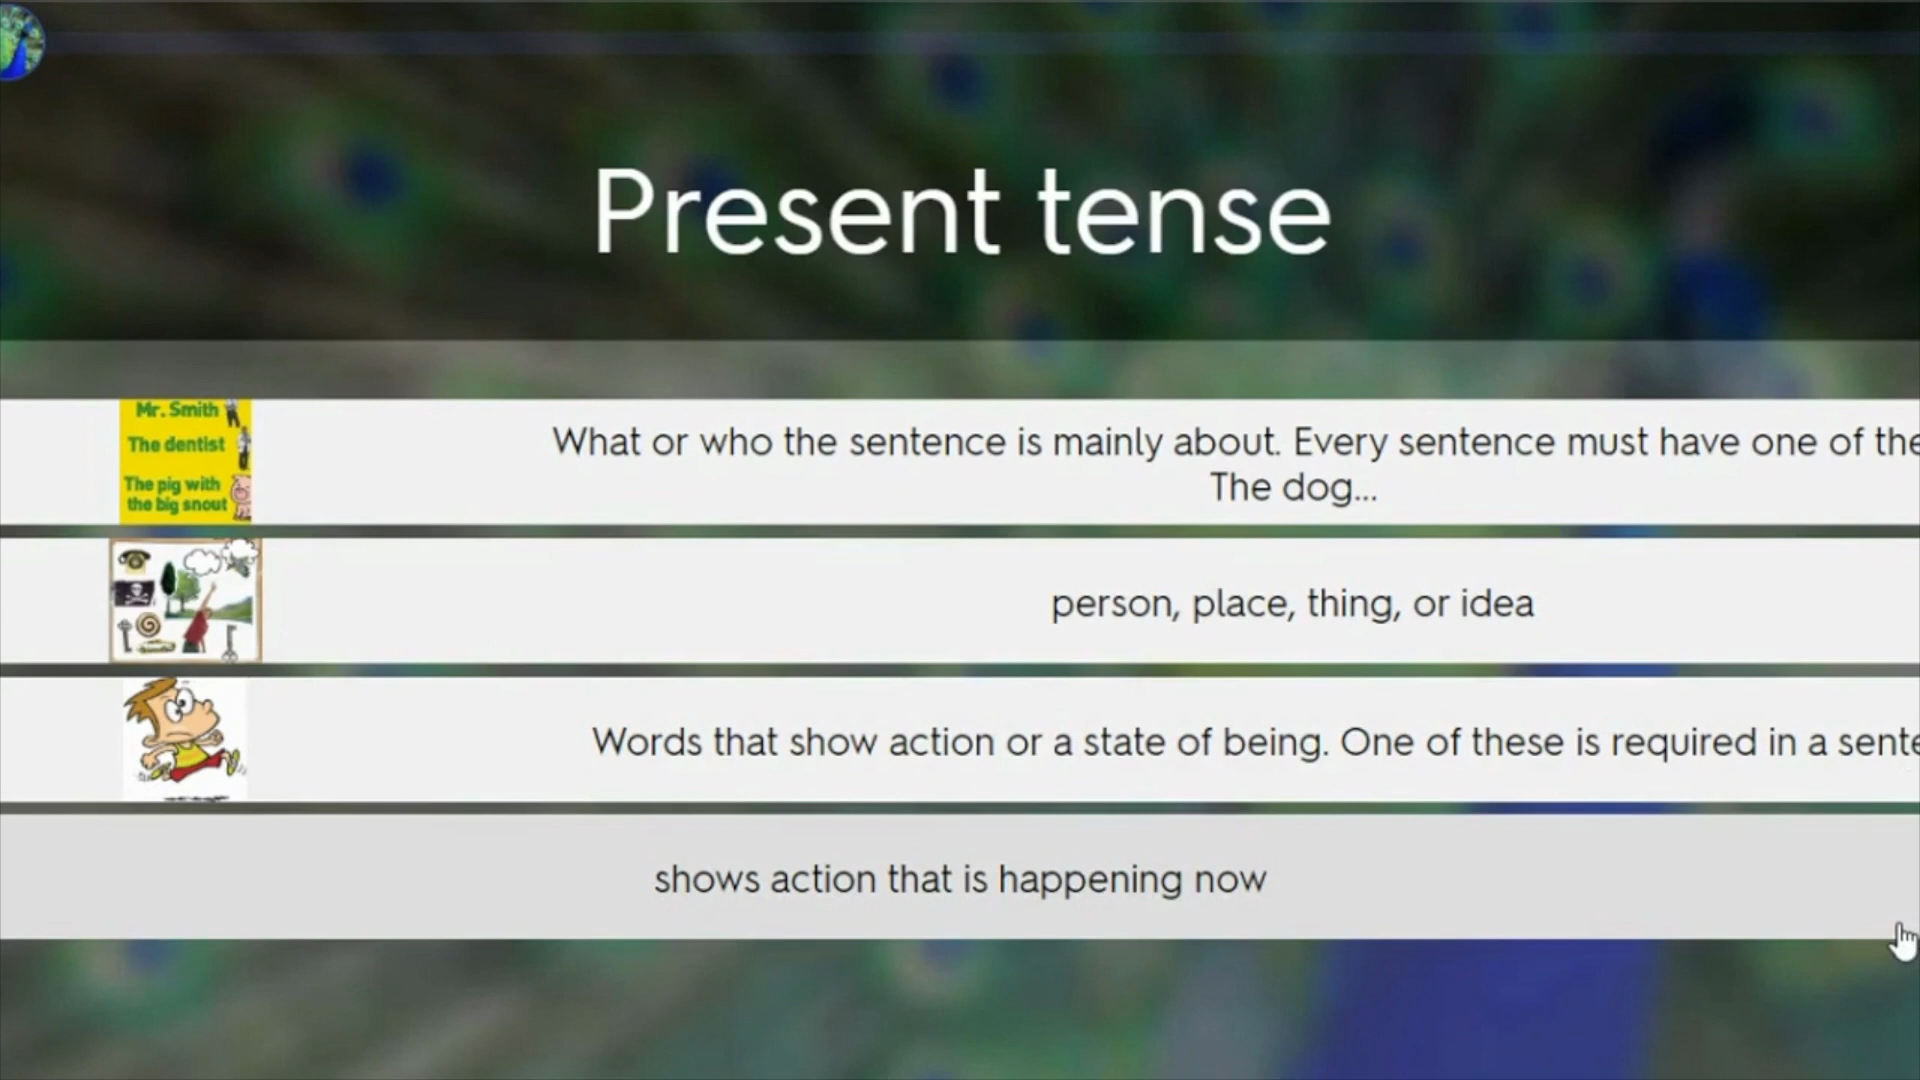 Present tense
Mr. Smith
The dentist
The pig with
the big snout
What or who the sentence is mainly about. Every sentence must have one of
The dog...
person, place, thing, or idea
Words that show action or a state of being. One of these is required in a
shows action that is happening now